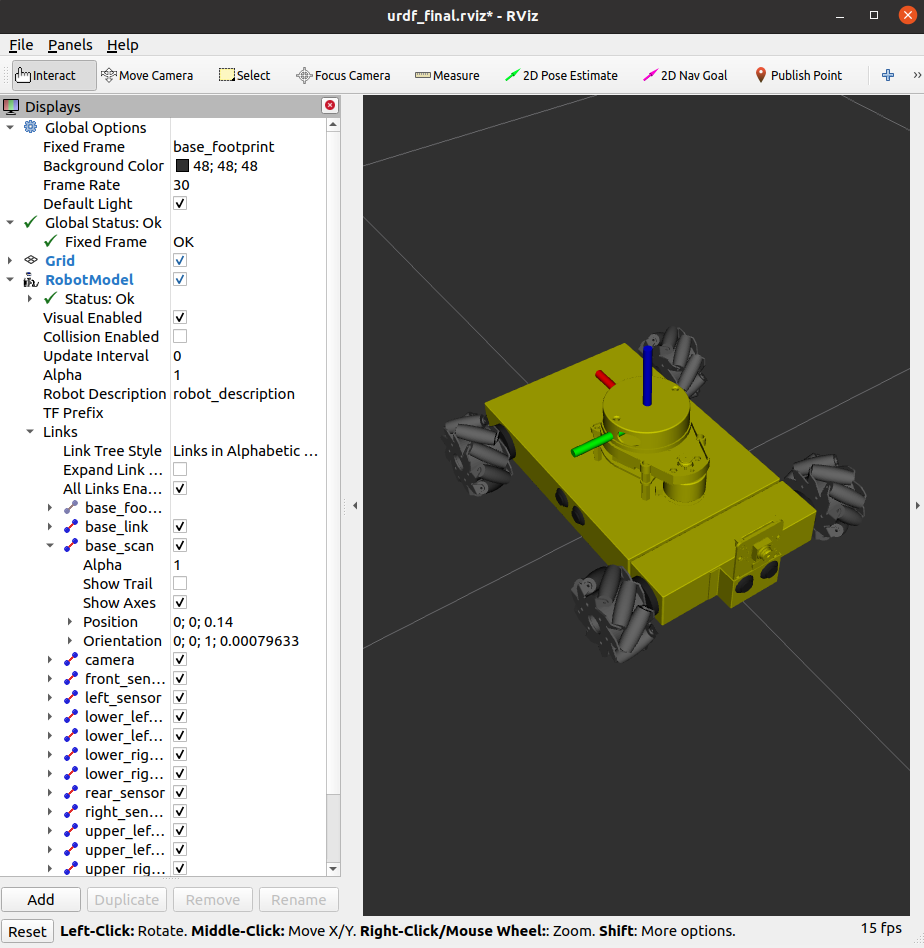 urdf_final.rviz* - RViz
File Panels Help
Interact Move Camera Select Focus Camera Measure 2D Pose Estimate 2D Nav Goal Publish Point »
Displays
Global Options
Fixed Frame base_footprint
Background Color 48; 48; 48
Frame Rate 30
Default Light
Global Status: Ok
Fixed Frame OK
Grid
RobotModel
Status: Ok
Visual Enabled
Collision Enabled
Update Interval 0
Alpha 1
Robot Description robot_description
TF Prefix
Links
Link Tree Style Links in Alphabetic ...
Expand Link ...
All Links Ena...
base_foo...
base_link
base_scan
Alpha 1
Show Trail
Show Axes
Position 0; 0; 0.14
Orientation 0; 0; 1; 0.00079633
camera
front_sen...
left_sensor
lower_lef...
lower_lef...
lower_rig...
lower_rig...
rear_sensor
right_sen...
upper_lef...
upper_lef...
upper_rig...
Add Duplicate Remove Rename
Reset Left-Click: Rotate. Middle-Click: Move X/Y. Right-Click/Mouse Wheel:: Zoom. Shift: More options. 15 fps